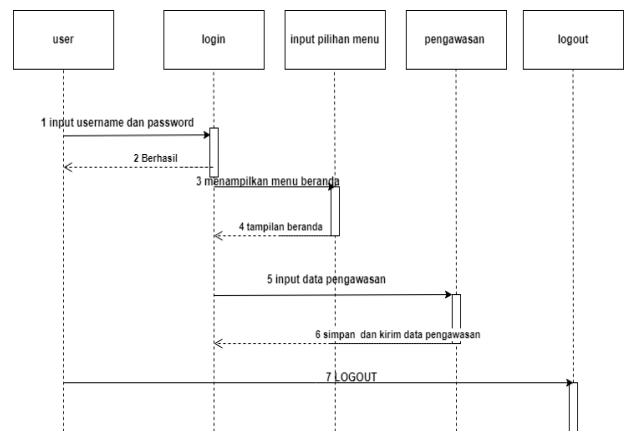 user
login
input pilihan menu
pengawasan
logout
1 input username dan password
2 Berhasil
3 menampilkan menu beranda
4 tampilan beranda
5 input data pengawasan
6 simpan dan kirim data pengawasan
7 LOGOUT